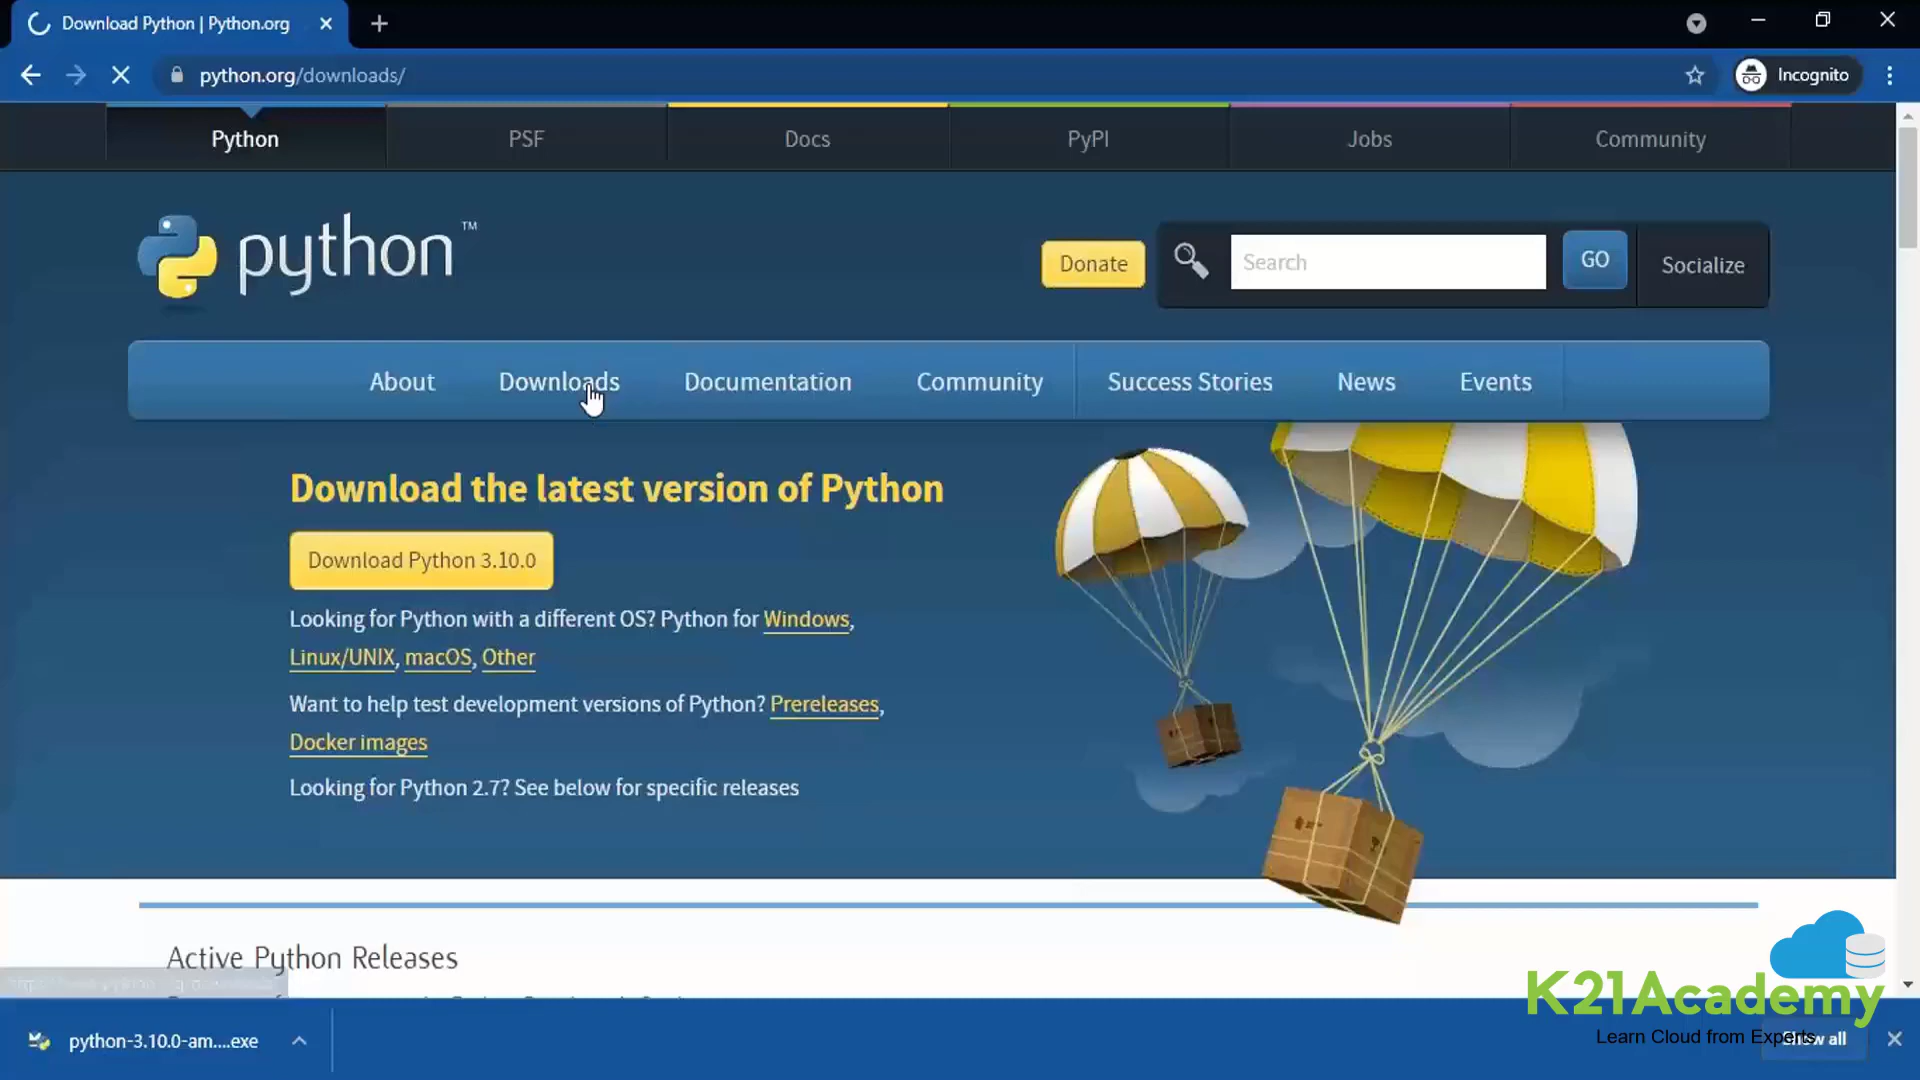 Download Python | Python.org
python.org/downloads/
Incognito
Python
PSF
Docs
PyPI
Jobs
Community
python™
Donate
Search
GO
Socialize
About
Downloads
Documentation
Community
Success Stories
News
Events
Download the latest version of Python
Download Python 3.10.0
Looking for Python with a different OS? Python for Windows,
Linux/UNIX, macOS, Other
Want to help test development versions of Python? Prereleases,
Docker images
Looking for Python 2.7? See below for specific releases
Active Python Releases
K21Academy
Learn Cloud from Experts
python-3.10.0-am....exe
Show all